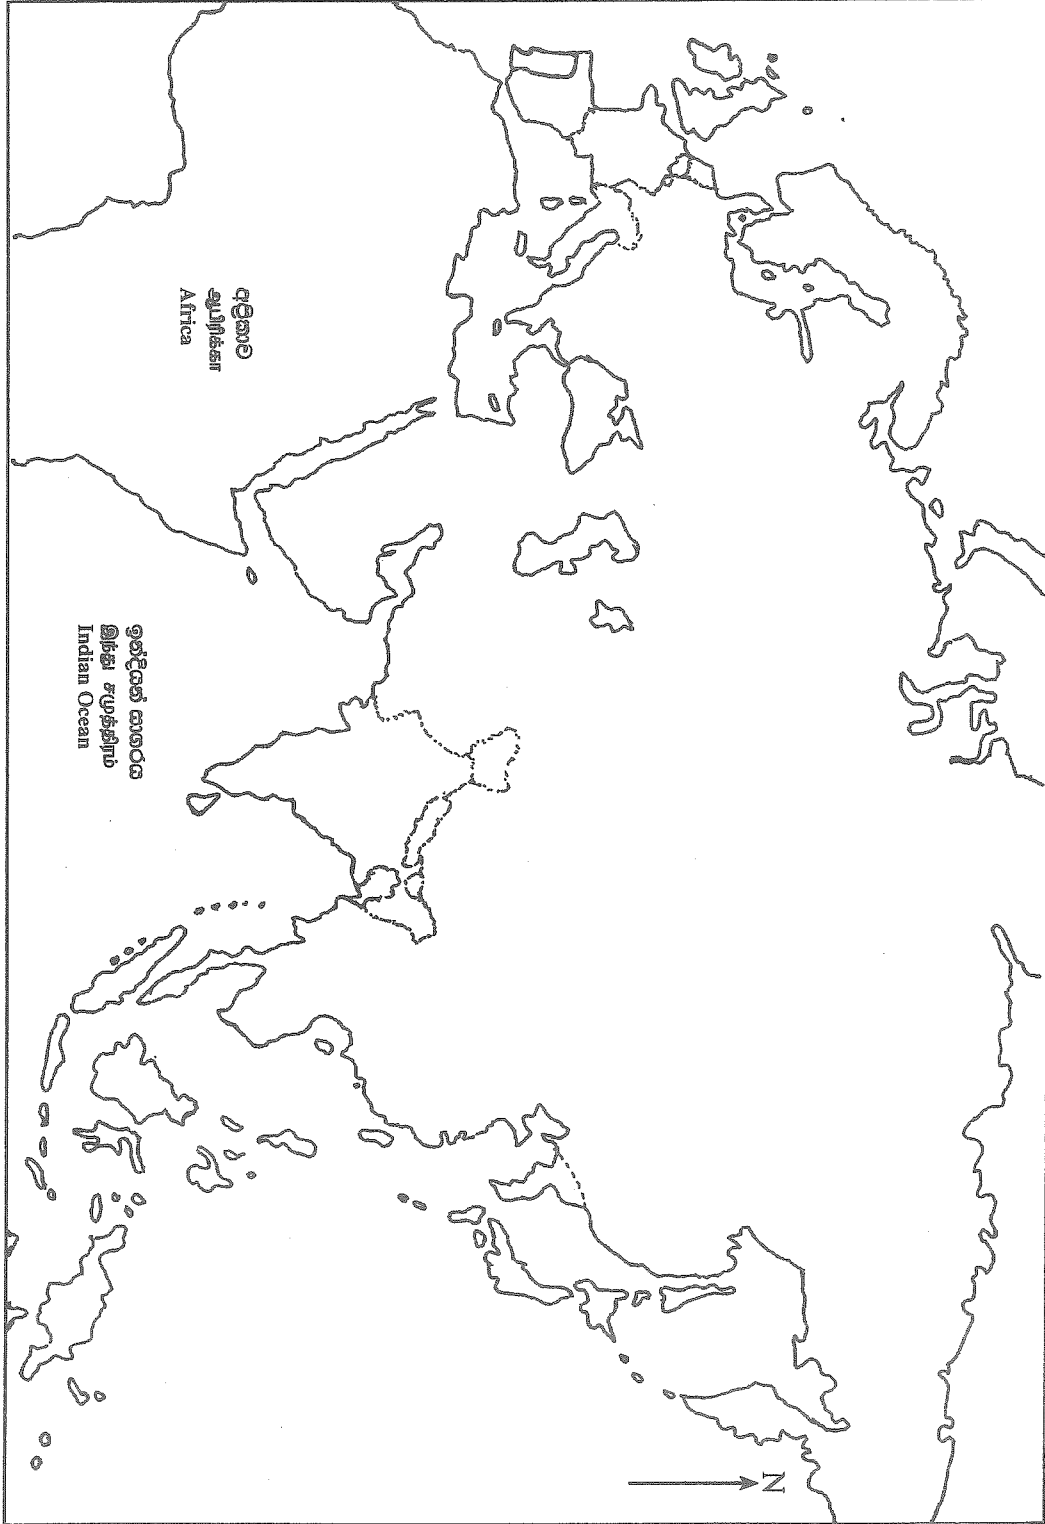 අප්‍රිකාව
ஆபிரிக்கா
Africa
ඉන්දියන් සාගරය
இந்து சமுத்திரம்
Indian Ocean
N